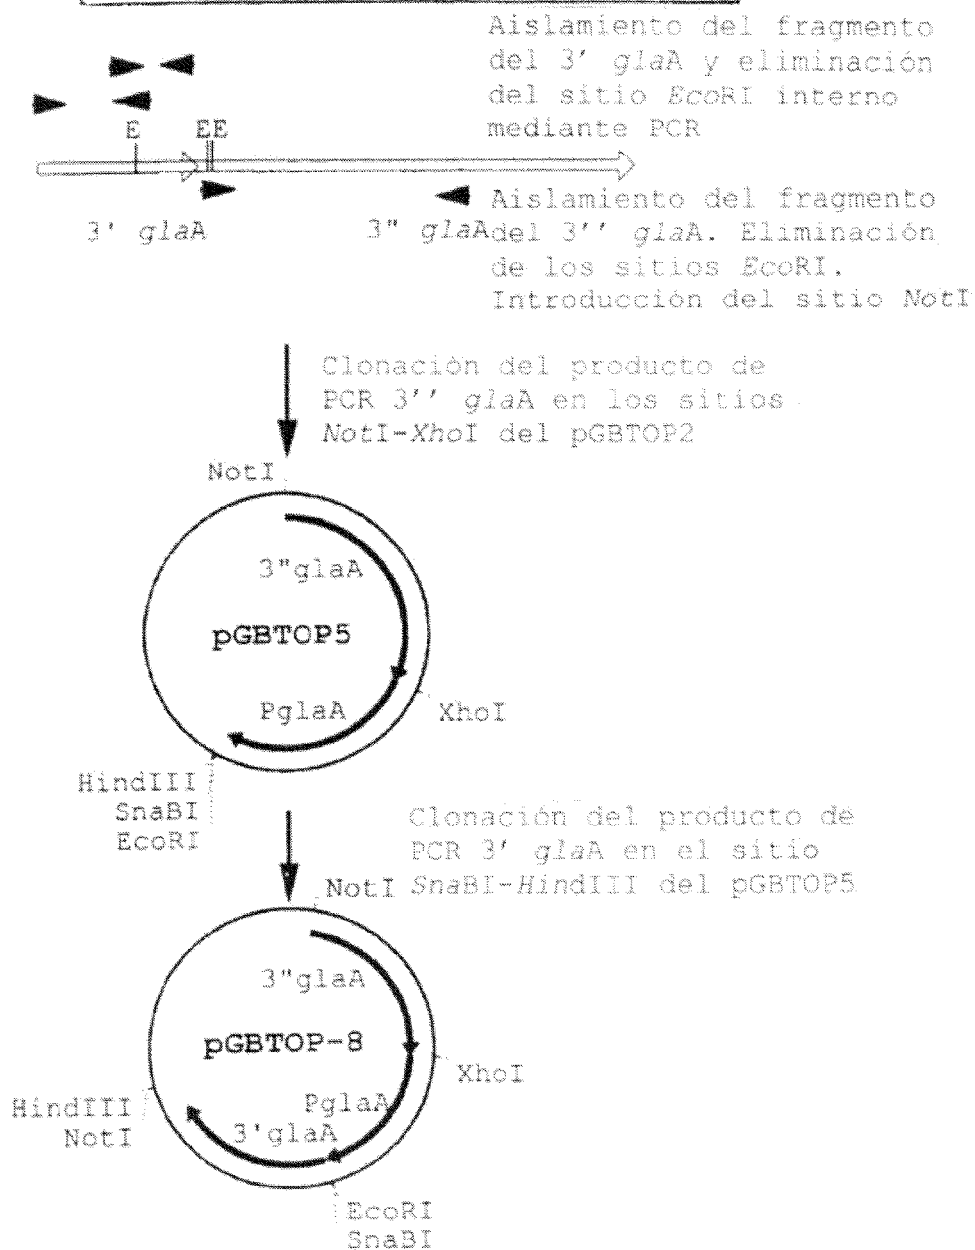 Aislamiento del fragmento
del 3' glaA y eliminación
del sitio EcoRI interno
mediante PCR
E
EE
3' glaA
3" glaA
Aislamiento del fragmento
del 3'' glaA. Eliminación
de los sitios EcoRI.
Introducción del sitio NotI
Clonación del producto de
PCR 3'' glaA en los sitios
NotI-XhoI del pGBTOP2
NotI
3"glaA
pGBTOP5
PglaA
XhoI
HindIII
SnaBI
EcoRI
Clonación del producto de
PCR 3' glaA en el sitio
SnaBI-HindIII del pGBTOP5
NotI
3"glaA
pGBTOP-8
XhoI
PglaA
3'glaA
HindIII
NotI
EcoRI
SnaBI